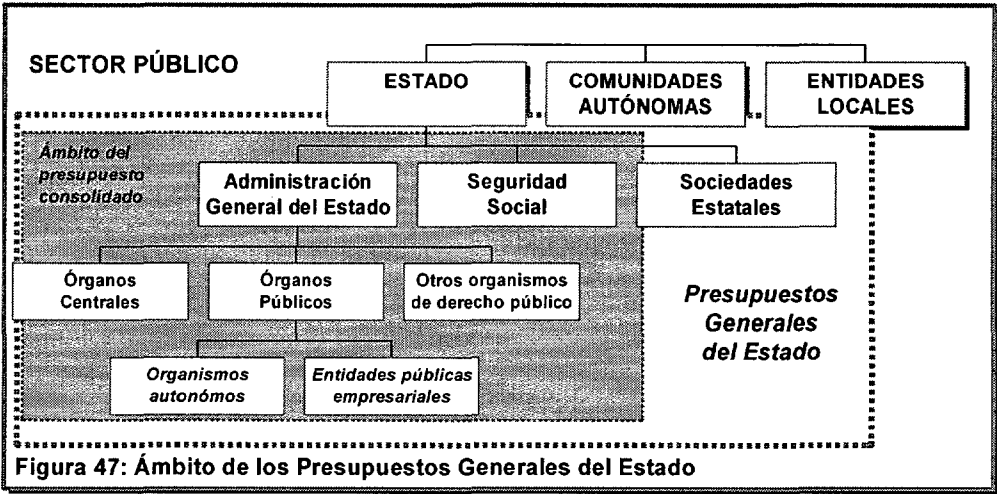 SECTOR PÚBLICO
ESTADO
COMUNIDADES
AUTÓNOMAS
ENTIDADES
LOCALES
Ámbito del
presupuesto
consolidado
Administración
General del Estado
Seguridad
Social
Sociedades
Estatales
Órganos
Centrales
Órganos
Públicos
Otros organismos
de derecho público
Presupuestos
Generales
del Estado
Organismos
autonómos
Entidades públicas
empresariales
Figura 47: Ámbito de los Presupuestos Generales del Estado